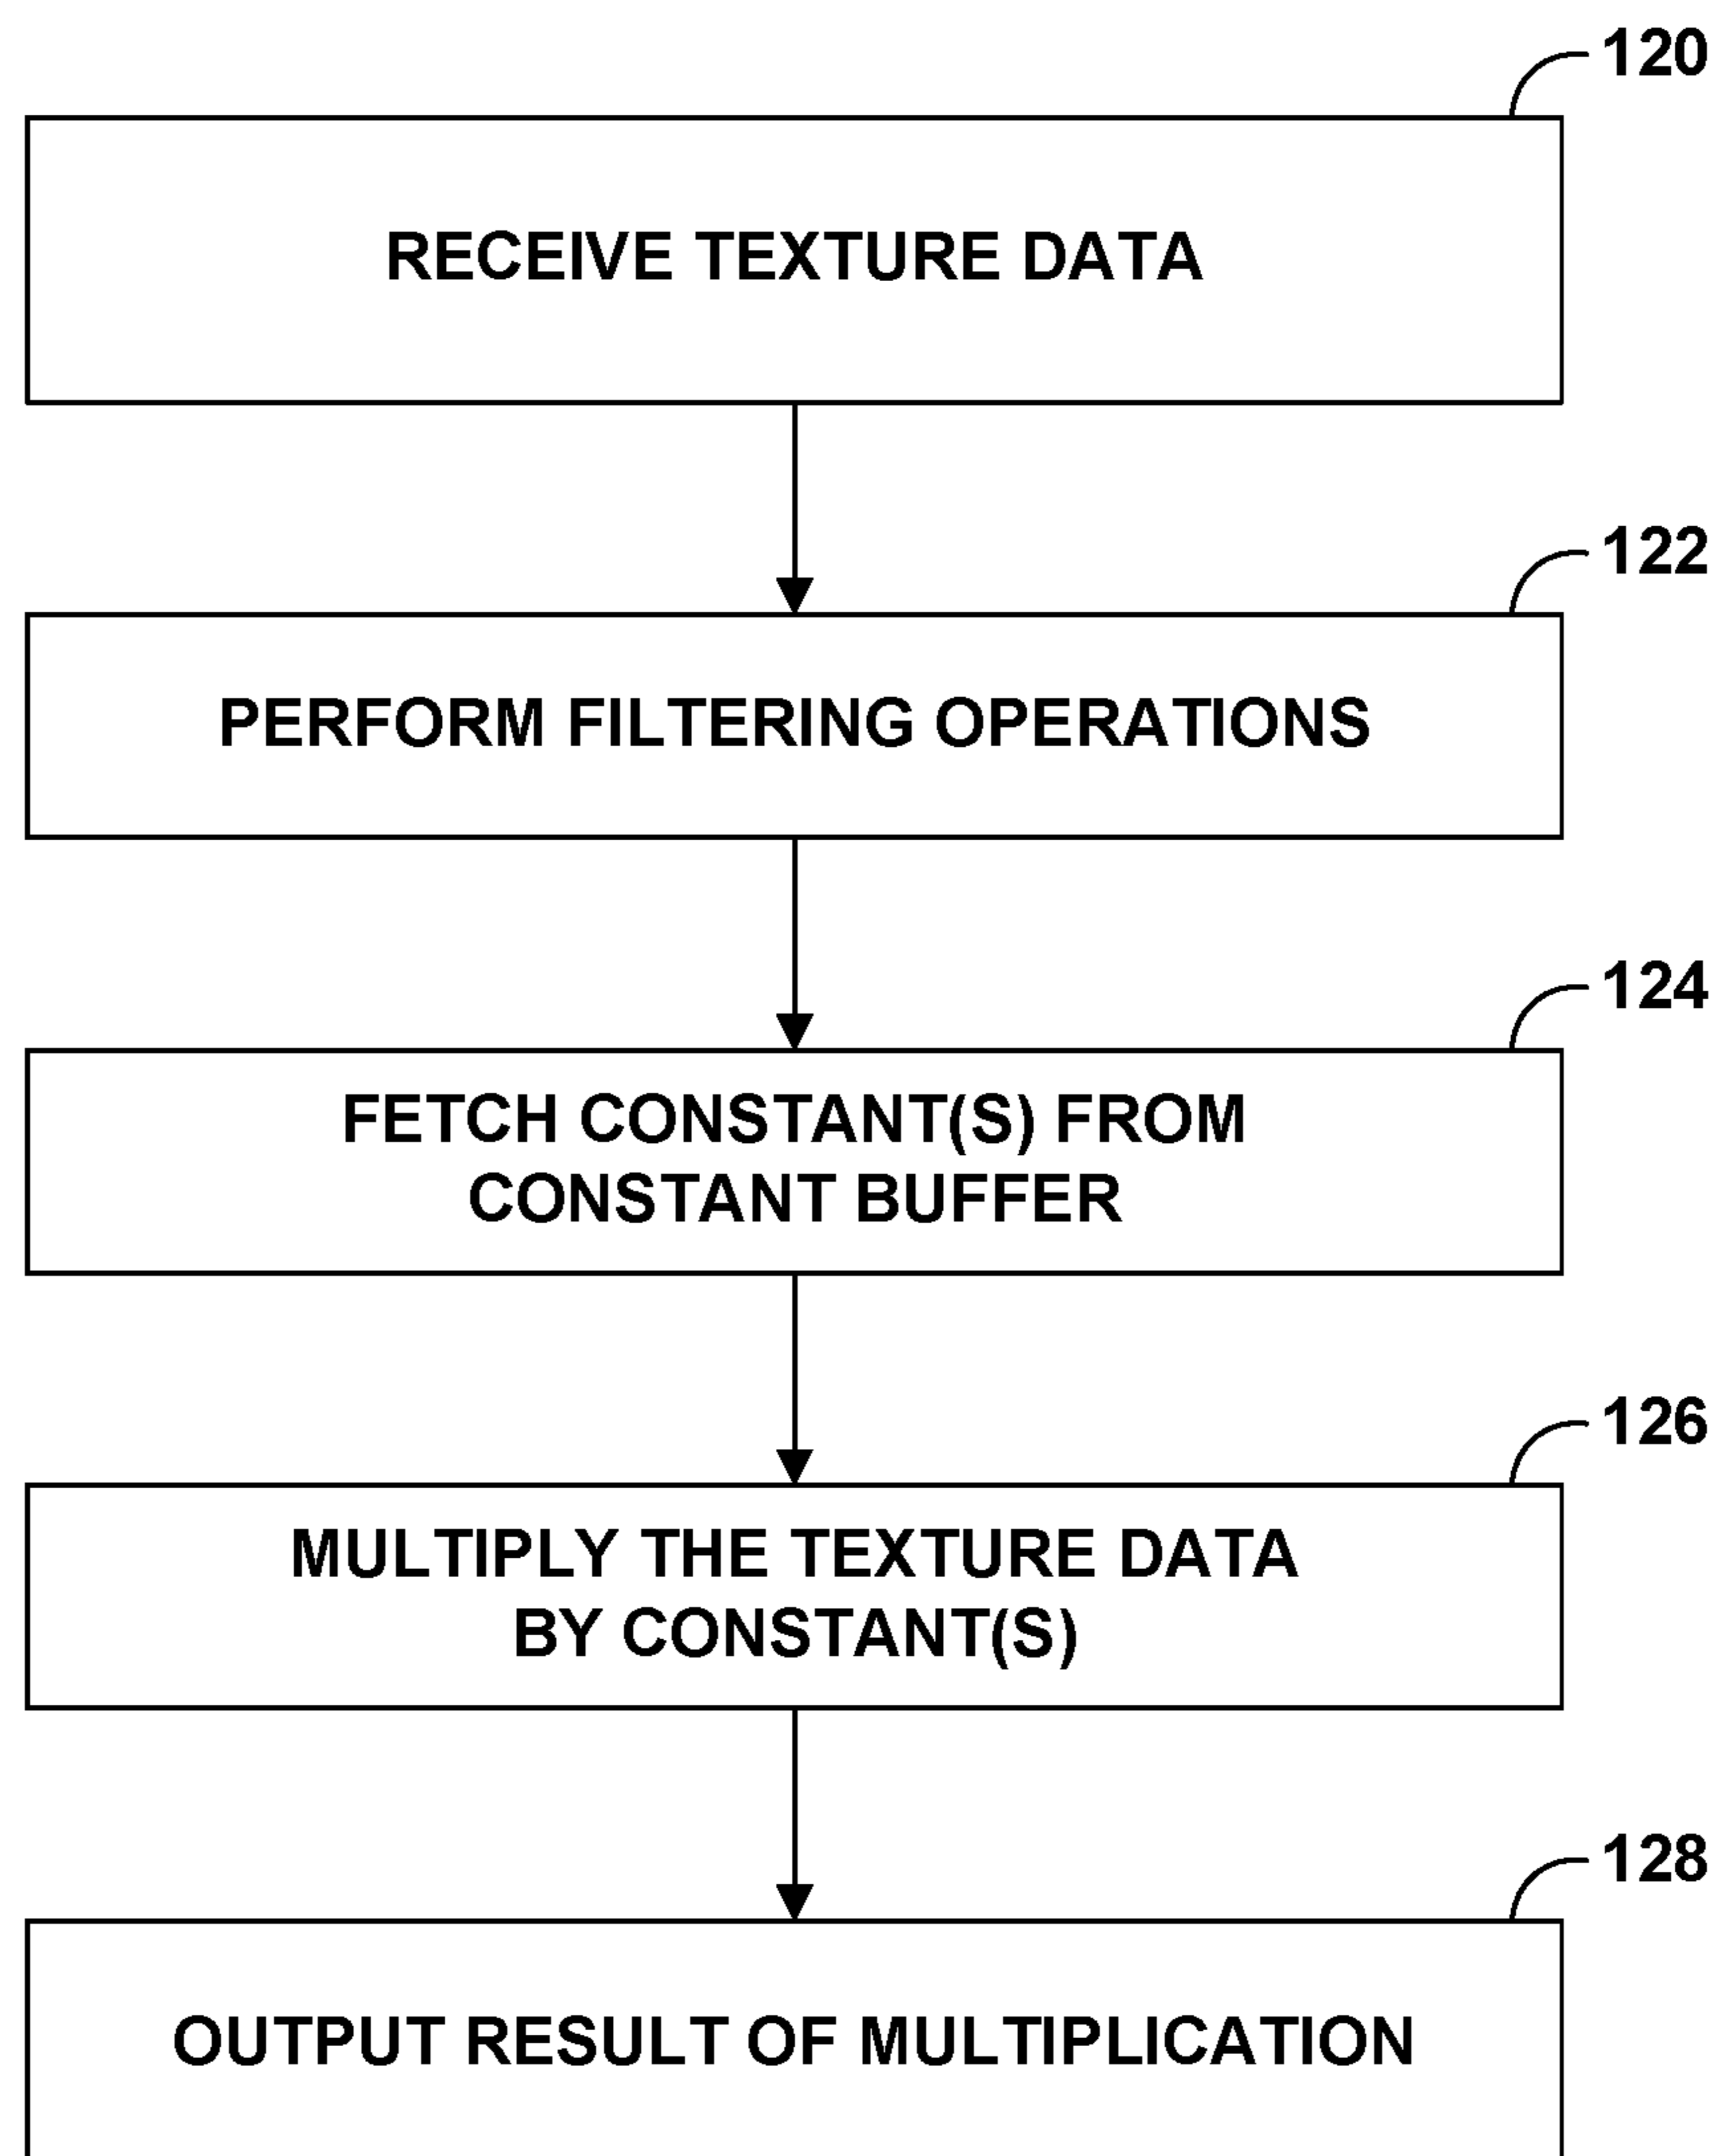 120
RECEIVE TEXTURE DATA
122
PERFORM FILTERING OPERATIONS
124
FETCH CONSTANT(S) FROM
CONSTANT BUFFER
126
MULTIPLY THE TEXTURE DATA
BY CONSTANT(S)
128
OUTPUT RESULT OF MULTIPLICATION